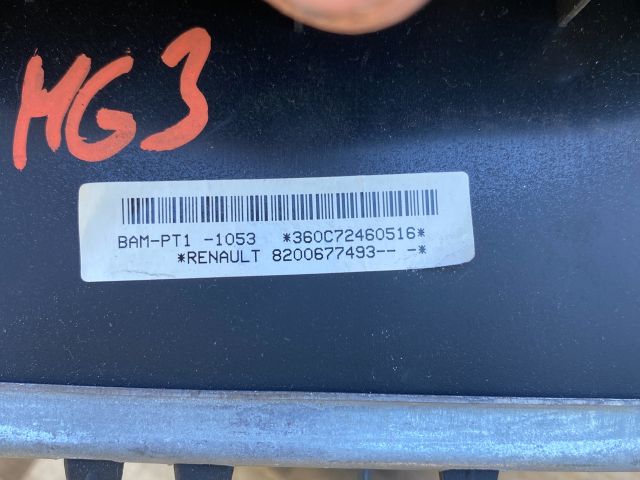 MG3
BAM-PT1 -1053 *360C72460516*
*RENAULT 8200677493-- -*